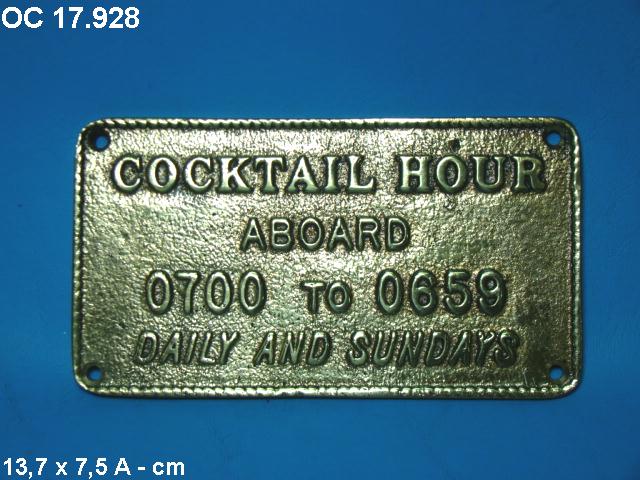 OC 17.928
COCKTAIL HOUR
ABOARD
0700 TO 0659
DAILY AND SUNDAYS
13,7 x 7,5 A - cm